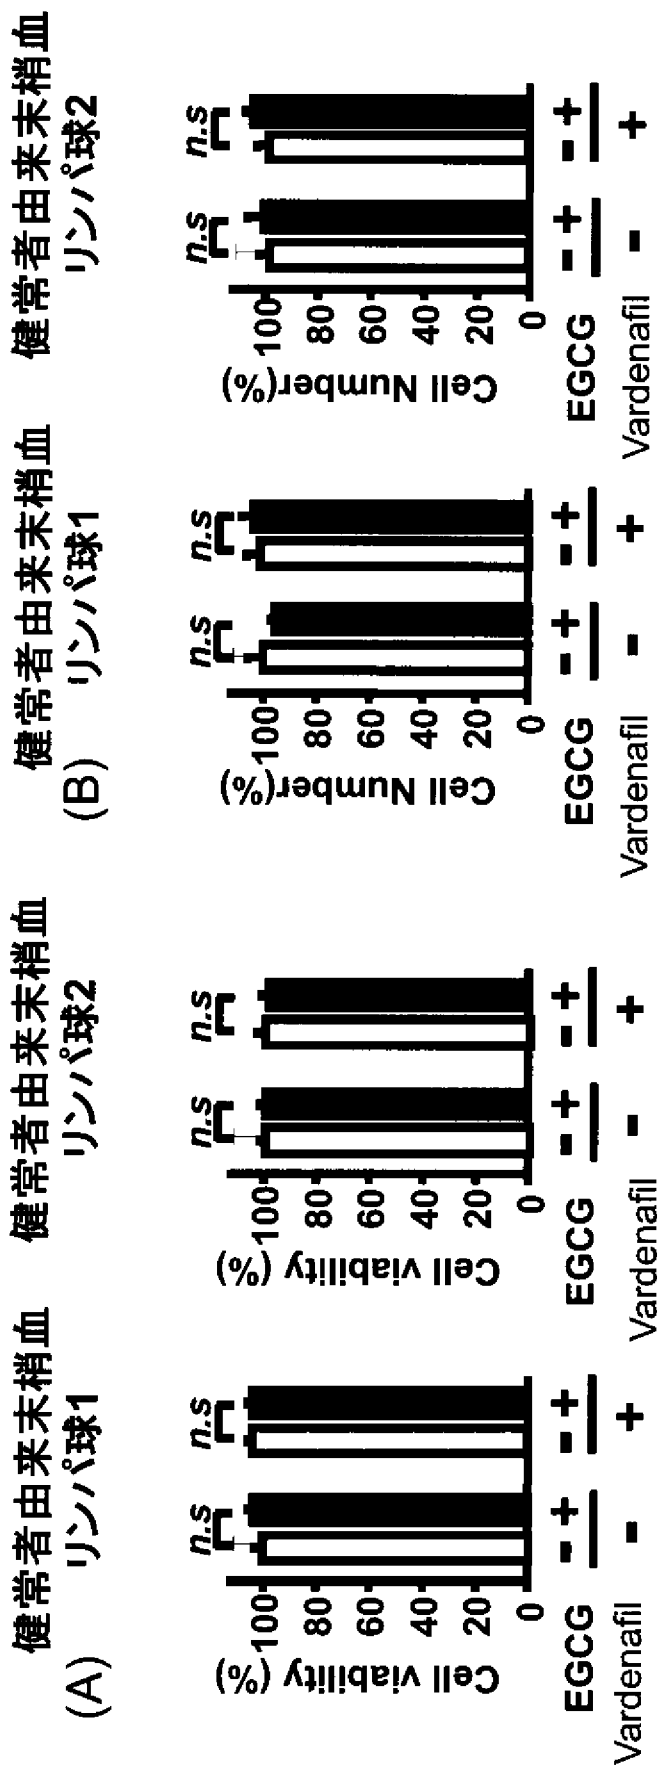 (A)
健常者由来末梢血
リンパ球1
Cell viability (%)
100
80
60
40
20
0
n.s
n.s
EGCG - + - +
Vardenafil - +
健常者由来末梢血
リンパ球2
Cell viability (%)
100
80
60
40
20
0
n.s
n.s
EGCG - + - +
Vardenafil - +
(B)
健常者由来末梢血
リンパ球1
Cell Number(%)
100
80
60
40
20
0
n.s
n.s
EGCG - + - +
Vardenafil - +
健常者由来末梢血
リンパ球2
Cell Number(%)
100
80
60
40
20
0
n.s
n.s
EGCG - + - +
Vardenafil - +